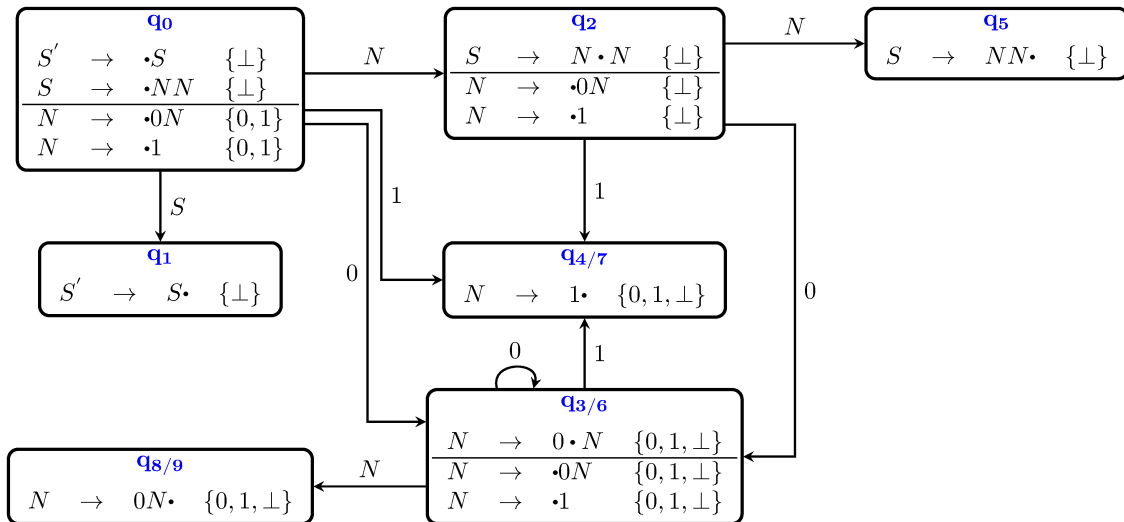 q₀
S′ → •S {⊥}
S → •NN {⊥}
N → •0N {0, 1}
N → •1 {0, 1}
N
q₂
S → N • N {⊥}
N → •0N {⊥}
N → •1 {⊥}
N
q₅
S → NN• {⊥}
S
1
1
0
0
q₁
S′ → S• {⊥}
q₄/₇
N → 1• {0, 1, ⊥}
0
1
q₃/₆
N → 0 • N {0, 1, ⊥}
N → •0N {0, 1, ⊥}
N → •1 {0, 1, ⊥}
N
q₈/₉
N → 0N• {0, 1, ⊥}